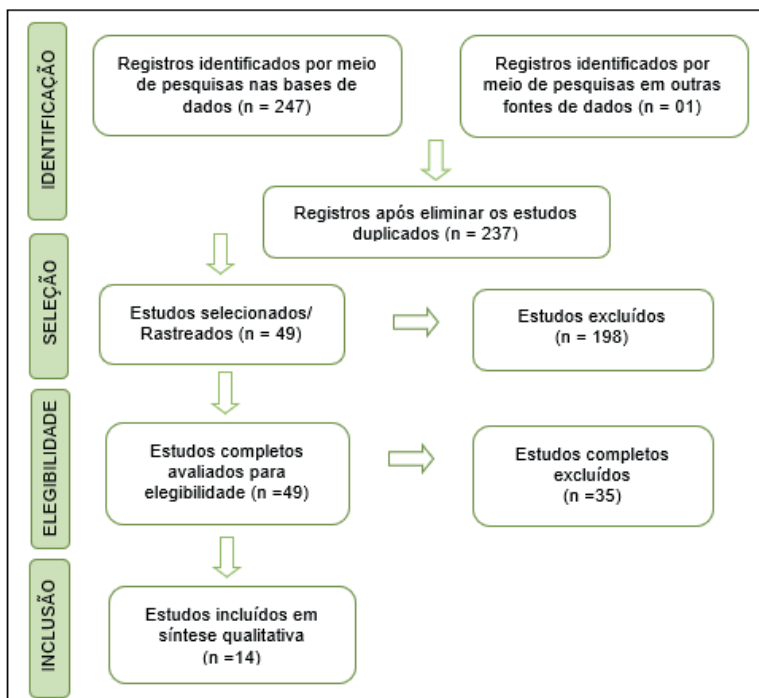 IDENTIFICAÇÃO
Registros identificados por meio
de pesquisas nas bases de
dados (n = 247)
Registros identificados por
meio de pesquisas em outras
fontes de dados (n = 01)
Registros após eliminar os estudos
duplicados (n = 237)
SELEÇÃO
Estudos selecionados/
Rastreados (n = 49)
Estudos excluídos
(n = 198)
ELEGIBILIDADE
Estudos completos
avaliados para
elegibilidade (n =49)
Estudos completos
excluídos
(n =35)
INCLUSÃO
Estudos incluídos em
síntese qualitativa
(n =14)